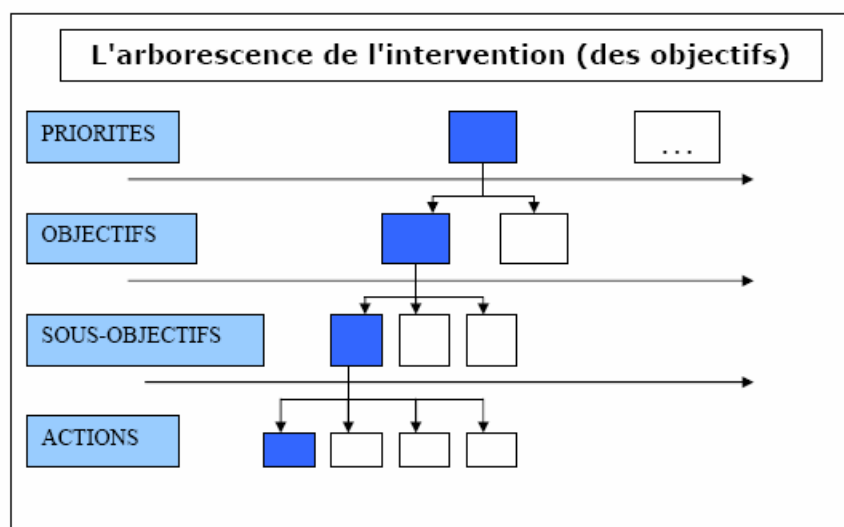 L'arborescence de l'intervention (des objectifs)
PRIORITES
...
OBJECTIFS
SOUS-OBJECTIFS
ACTIONS